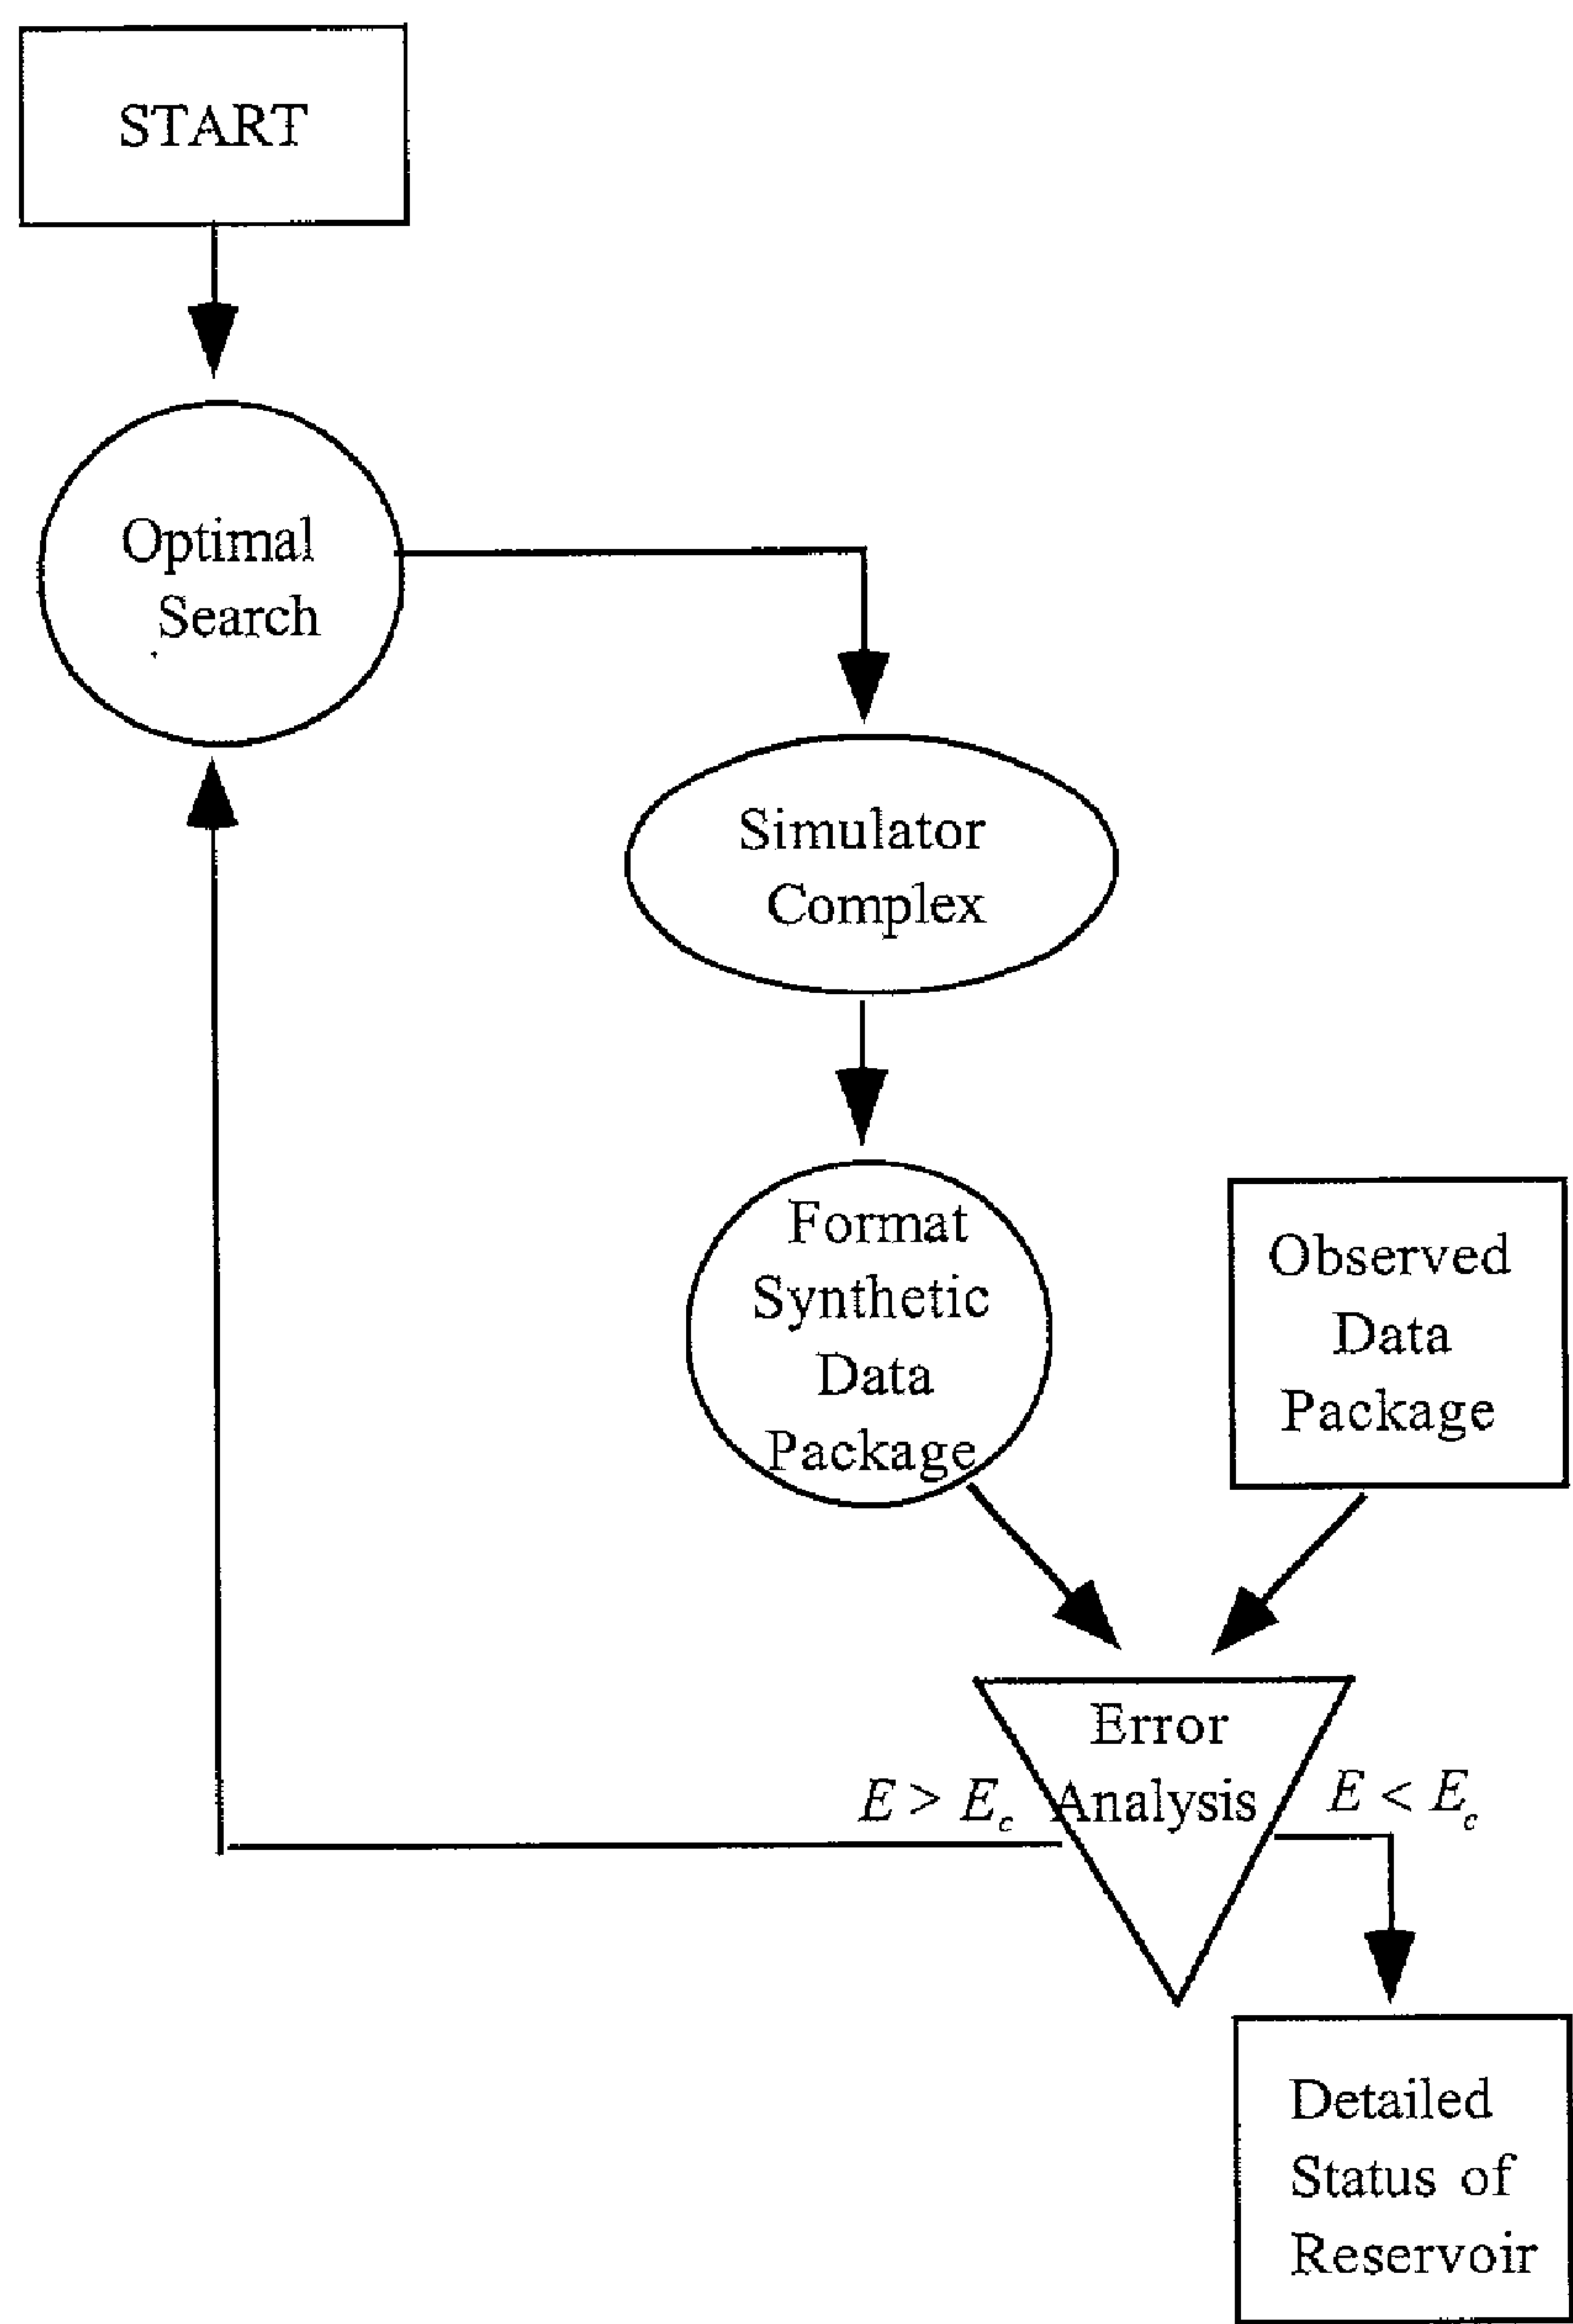 START
Optimal
Search
Simulator
Complex
Format
Synthetic
Data
Package
Observed
Data
Package
Error
Analysis
E > E_c
E < E_c
Detailed
Status of
Reservoir